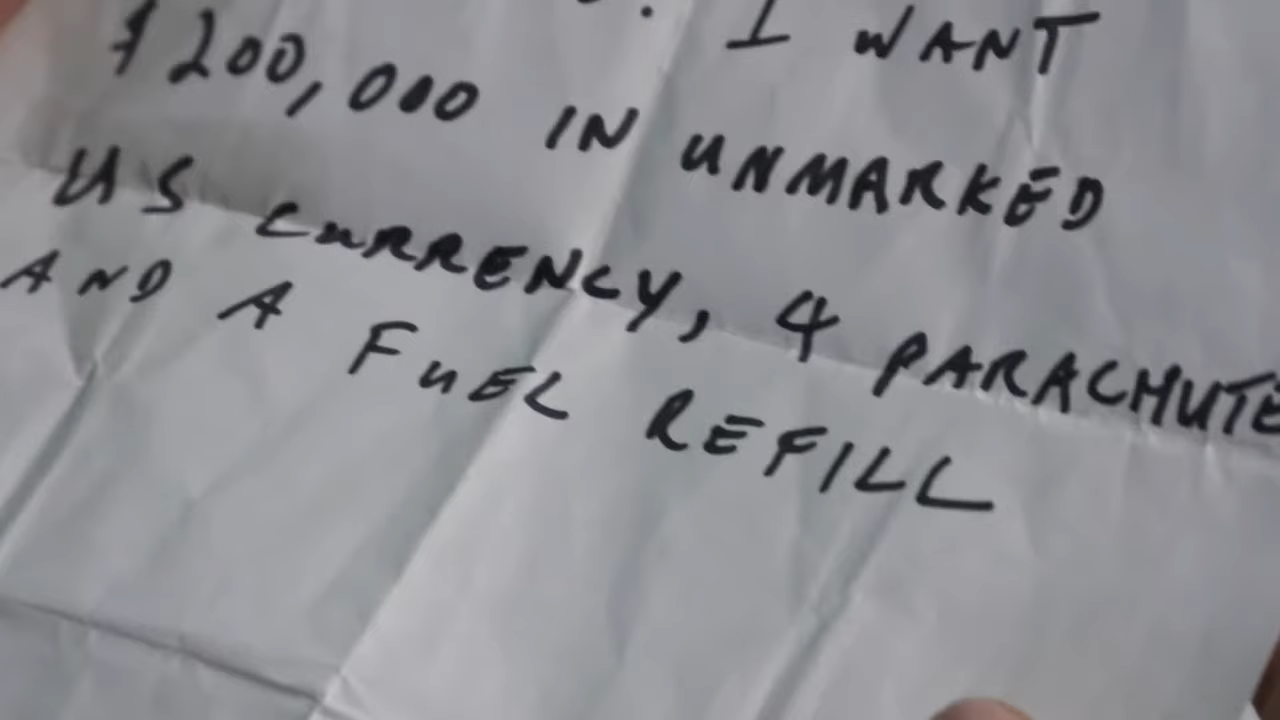 I WANT
$200,000 IN UNMARKED
US CURRENCY, 4 PARACHUTE
AND A FUEL REFILL